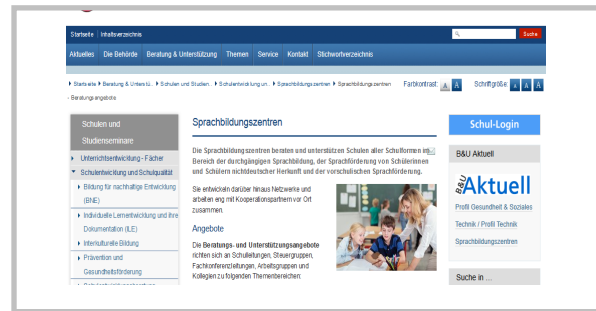 Startseite | Inhaltsverzeichnis
Suche
Aktuelles Die Behörde Beratung & Unterstützung Themen Service Kontakt Stichwortverzeichnis
Startseite Beratung & Unterstü... Schulen und Studien... Schulentwicklung un... Sprachbildungszentren Sprachbildungszentren
- Beratungsangebote
Farbkontrast: A A Schriftgröße: A A A
Schulen und
Studienseminare
Unterrichtsentwicklung - Fächer
Schulentwicklung und Schulqualität
Bildung für nachhaltige Entwicklung
(BNE)
Individuelle Lernentwicklung und ihre
Dokumentation (ILE)
Interkulturelle Bildung
Prävention und
Gesundheitsförderung
Sprachbildungszentren
Die Sprachbildungszentren beraten und unterstützen Schulen aller Schulformen im
Bereich der durchgängigen Sprachbildung, der Sprachförderung von Schülerinnen
und Schülern nichtdeutscher Herkunft und der vorschulischen Sprachförderung.
Sie entwickeln darüber hinaus Netzwerke und
arbeiten eng mit Kooperationspartnern vor Ort
zusammen.
Angebote
Die Beratungs- und Unterstützungsangebote
richten sich an Schulleitungen, Steuergruppen,
Fachkonferenzleitungen, Arbeitsgruppen und
Kollegien zu folgenden Themenbereichen:
Schul-Login
B&U Aktuell
B&U Aktuell
Profil Gesundheit & Soziales
Technik / Profil Technik
Sprachbildungszentren
Suche in ...